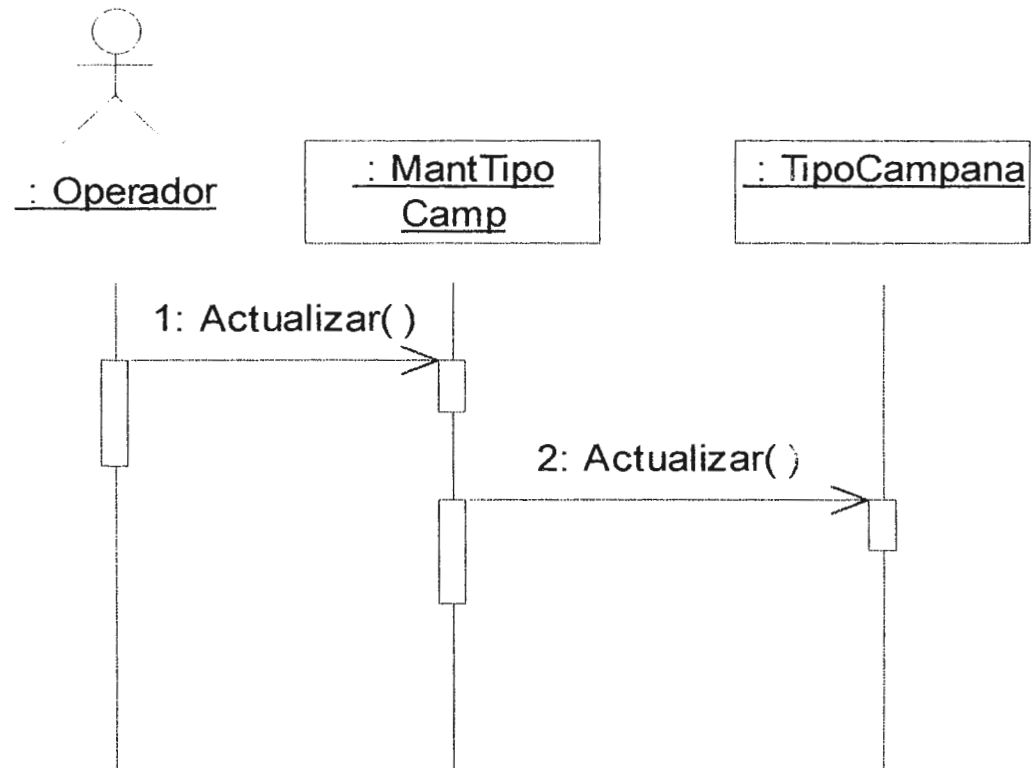 : Operador
: MantTipo
Camp
: TipoCampana
1: Actualizar( )
2: Actualizar( )